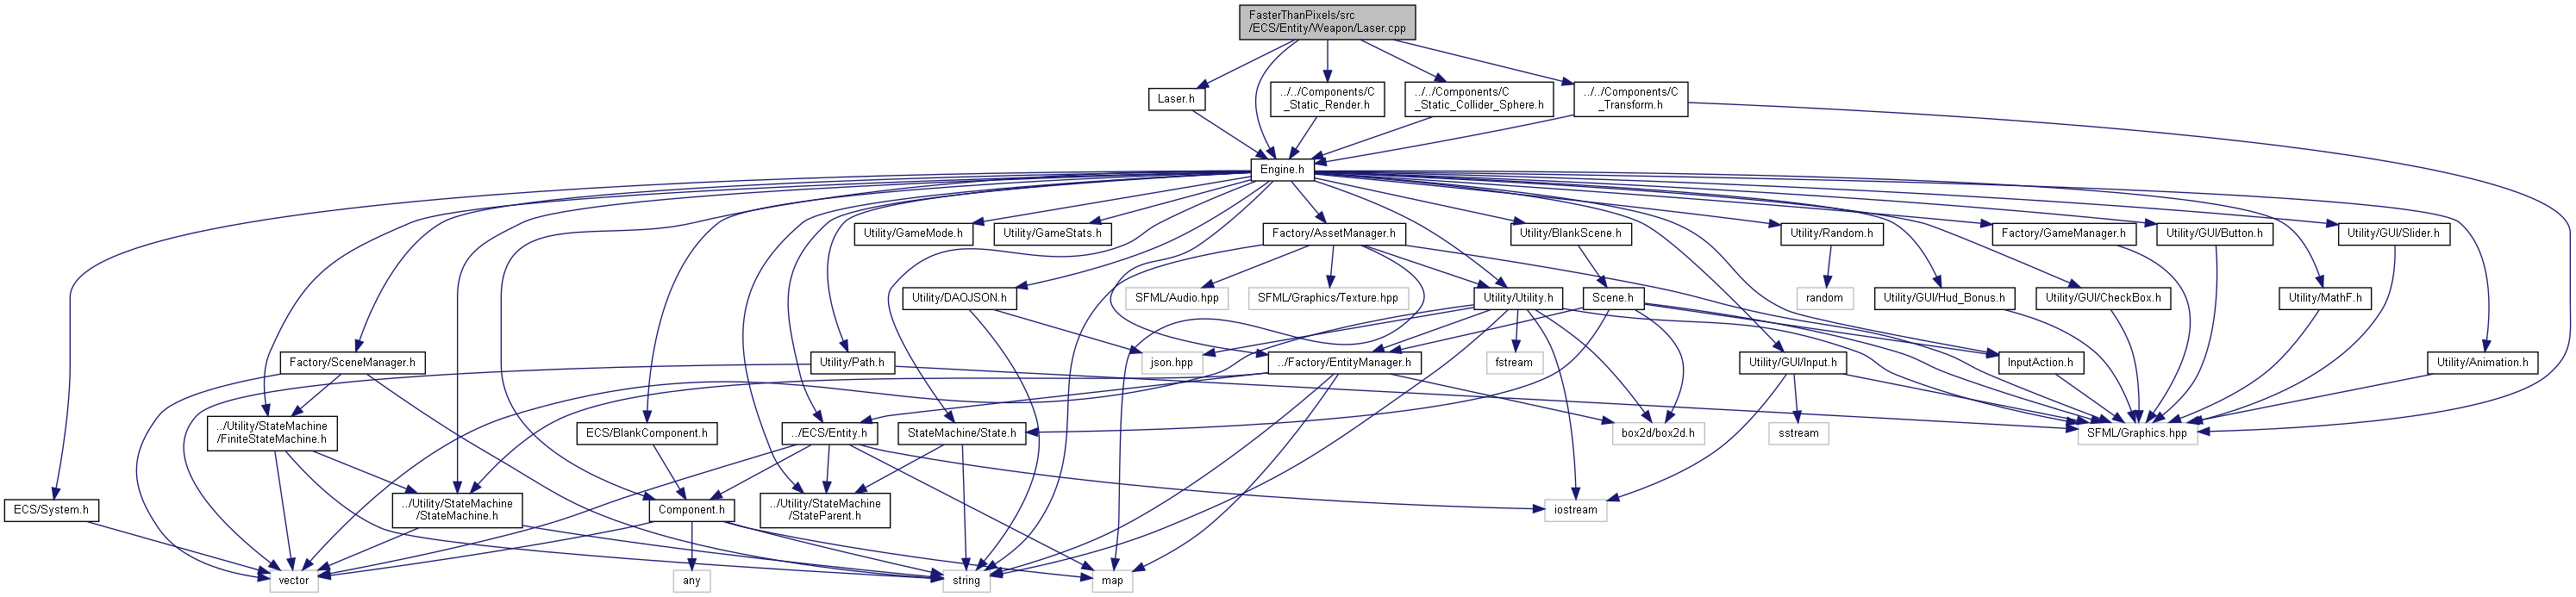 FasterThanPixels/src
/ECS/Entity/Weapon/Laser.cpp
Laser.h
../../Components/C
_Static_Render.h
../../Components/C
_Static_Collider_Sphere.h
../../Components/C
_Transform.h
Engine.h
Utility/GameMode.h
Utility/GameStats.h
Factory/AssetManager.h
Utility/BlankScene.h
Utility/Random.h
Factory/GameManager.h
Utility/GUI/Button.h
Utility/GUI/Slider.h
Utility/DAOJSON.h
SFML/Audio.hpp
SFML/Graphics/Texture.hpp
Utility/Utility.h
Scene.h
random
Utility/GUI/Hud_Bonus.h
Utility/GUI/CheckBox.h
Utility/MathF.h
Factory/SceneManager.h
Utility/Path.h
json.hpp
../Factory/EntityManager.h
fstream
Utility/GUI/Input.h
InputAction.h
Utility/Animation.h
../Utility/StateMachine
/FiniteStateMachine.h
ECS/BlankComponent.h
../ECS/Entity.h
StateMachine/State.h
box2d/box2d.h
sstream
SFML/Graphics.hpp
ECS/System.h
../Utility/StateMachine
/StateMachine.h
Component.h
../Utility/StateMachine
/StateParent.h
iostream
vector
any
string
map